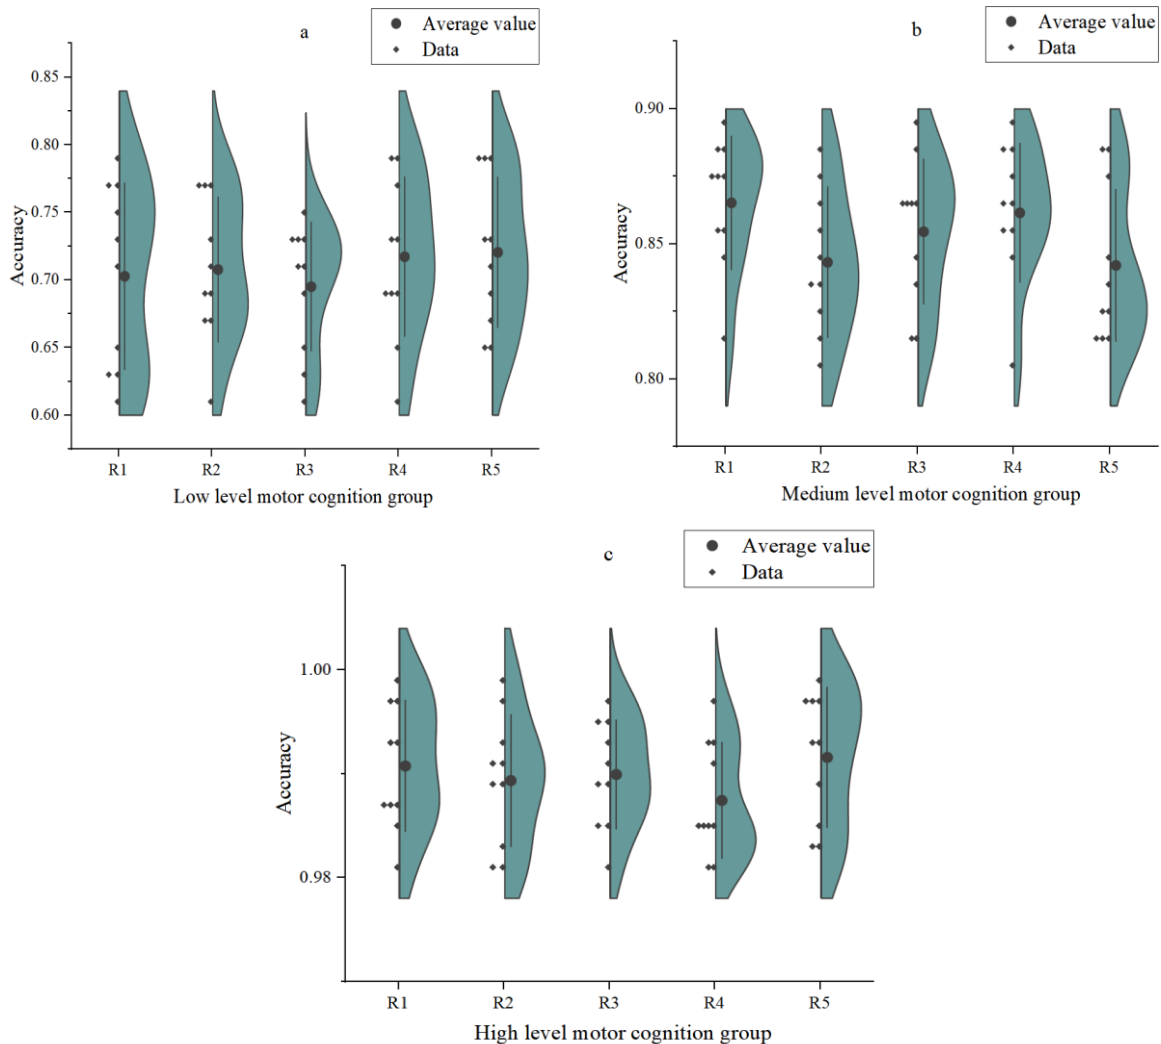 a
Average value
Data
0.85
0.80
0.75
0.70
0.65
0.60
Accuracy
R1 R2 R3 R4 R5
Low level motor cognition group
b
Average value
Data
0.90
0.85
0.80
Accuracy
R1 R2 R3 R4 R5
Medium level motor cognition group
c
Average value
Data
1.00
0.98
Accuracy
R1 R2 R3 R4 R5
High level motor cognition group